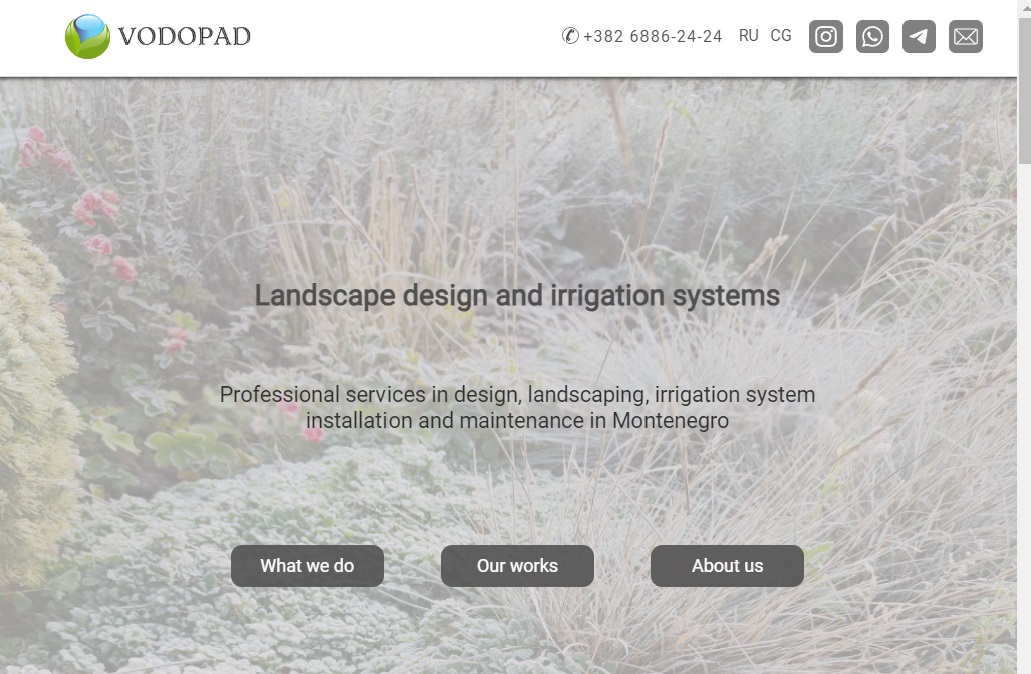 VODOPAD
✆ +382 6886-24-24
RU
CG
Landscape design and irrigation systems
Professional services in design, landscaping, irrigation system
installation and maintenance in Montenegro
What we do
Our works
About us